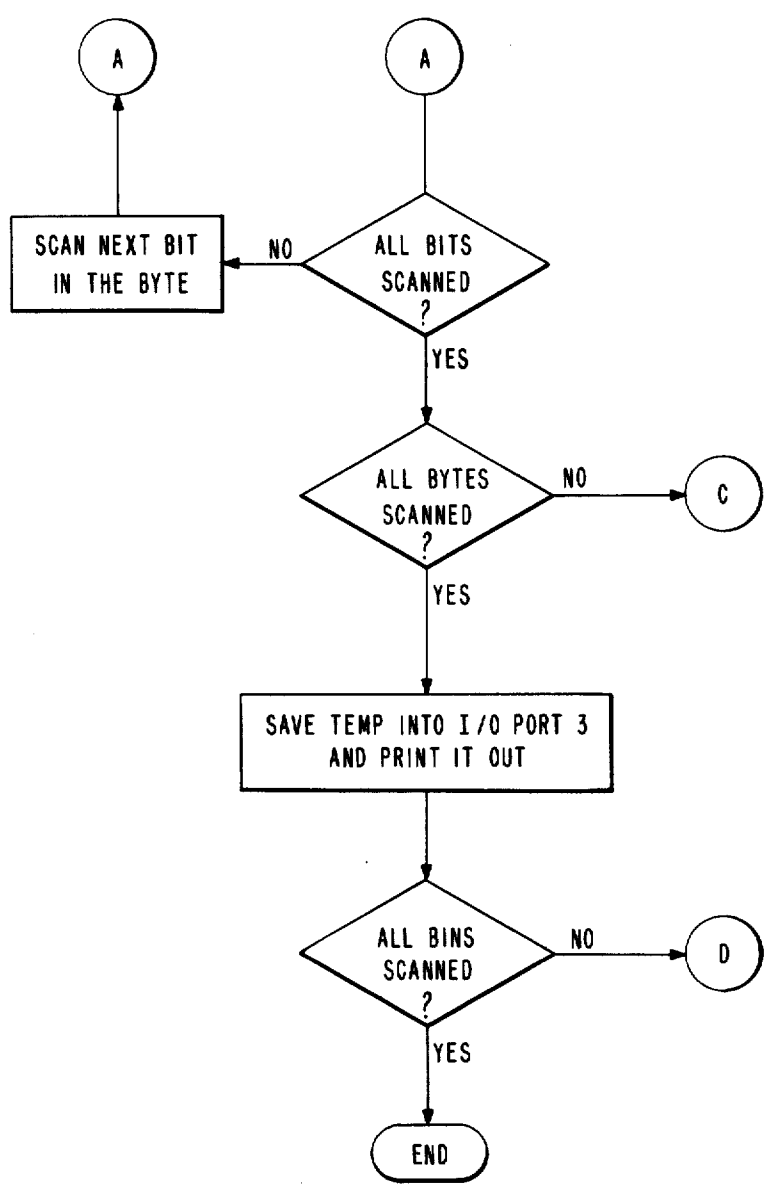 A
A
SCAN NEXT BIT
IN THE BYTE
NO
ALL BITS
SCANNED
?
YES
ALL BYTES
SCANNED
?
NO
C
YES
SAVE TEMP INTO I/O PORT 3
AND PRINT IT OUT
ALL BINS
SCANNED
?
NO
D
YES
END